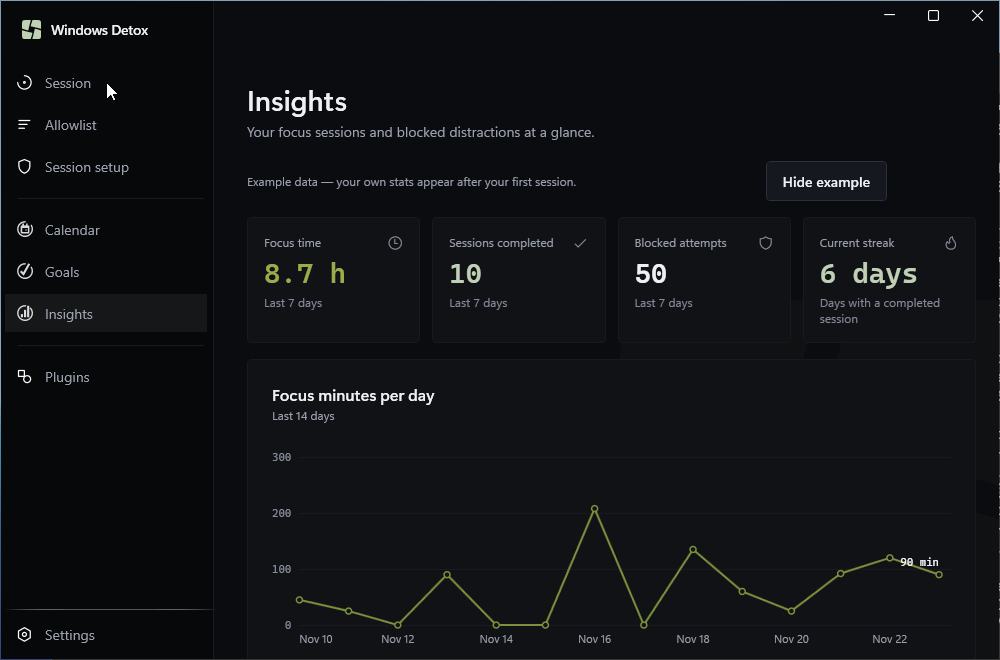 Windows Detox
Session
Allowlist
Session setup
Calendar
Goals
Insights
Plugins
Settings
Insights
Your focus sessions and blocked distractions at a glance.
Example data — your own stats appear after your first session.
Hide example
Focus time
8.7 h
Last 7 days
Sessions completed
10
Last 7 days
Blocked attempts
50
Last 7 days
Current streak
6 days
Days with a completed
session
Focus minutes per day
Last 14 days
300
200
100
0
90 min
Nov 10 Nov 12 Nov 14 Nov 16 Nov 18 Nov 20 Nov 22